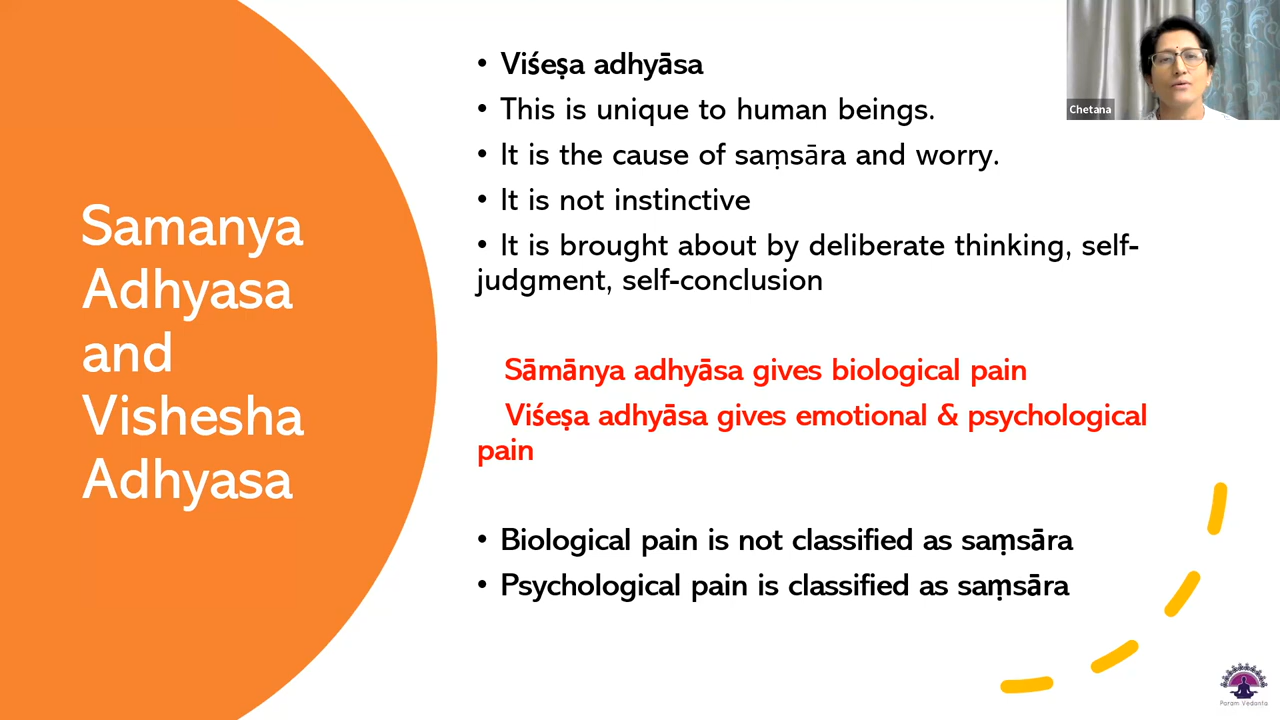 Samanya
Adhyasa
and
Vishesha
Adhyasa
• Viśeṣa adhyāsa
• This is unique to human beings.
• It is the cause of saṃsāra and worry.
• It is not instinctive
• It is brought about by deliberate thinking, self-
judgment, self-conclusion
Sāmānya adhyāsa gives biological pain
Viśeṣa adhyāsa gives emotional & psychological
pain
• Biological pain is not classified as saṃsāra
• Psychological pain is classified as saṃsāra
Chetana
Param Vedanta